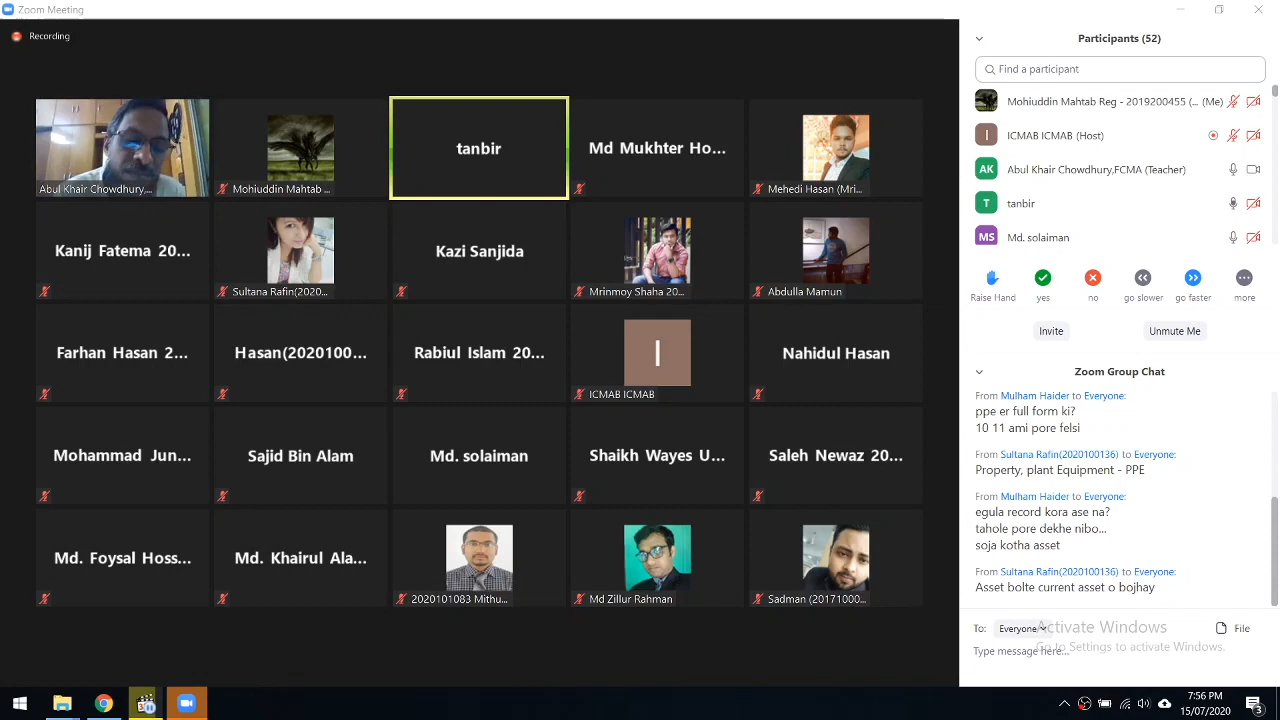 Zoom Meeting
Recording
Participants (52)
Find a participant
Mohiuddin Mahtab Reg - 2019200455 (... (Me)
I ICMAB ICMAB (Host)
AK Abul Khair Chowdhury,FCMA (Teacher)
T tanbir
MS Md. solaiman
Raise Hand yes no go slower go faster more
Invite Unmute Me
Abul Khair Chowdhury,...
Mohiuddin Mahtab ...
tanbir
Md Mukhter Ho...
Mehedi Hasan (Mri...
Kanij Fatema 20...
Sultana Rafin(2020...
Kazi Sanjida
Mrinmoy Shaha 20...
Abdulla Mamun
Farhan Hasan 2...
Hasan(2020100...
Rabiul Islam 20...
I
ICMAB ICMAB
Nahidul Hasan
Mohammad Jun...
Sajid Bin Alam
Md. solaiman
Shaikh Wayes U...
Saleh Newaz 20...
Md. Foysal Hoss...
Md. Khairul Ala...
2020101083 Mithu...
Md Zillur Rahman
Sadman (20171000...
Zoom Group Chat
From Mulham Haider to Everyone:
ppe er full form ki?
10 11 ami pore felsi
From Sultana Rafin(2020100136) to Everyone:
Property, plant Equipment - PPE
From Mulham Haider to Everyone:
egula record kora ase na?
tahole pore dekhe nibo...
soja kotha asset
From Sultana Rafin(2020100136) to Everyone:
Asset bolte current asset o bojhay
To: Everyone File
Activate Windows
Go to Settings to activate Windows.
Type message here...
7:56 PM
15/07/2020
3